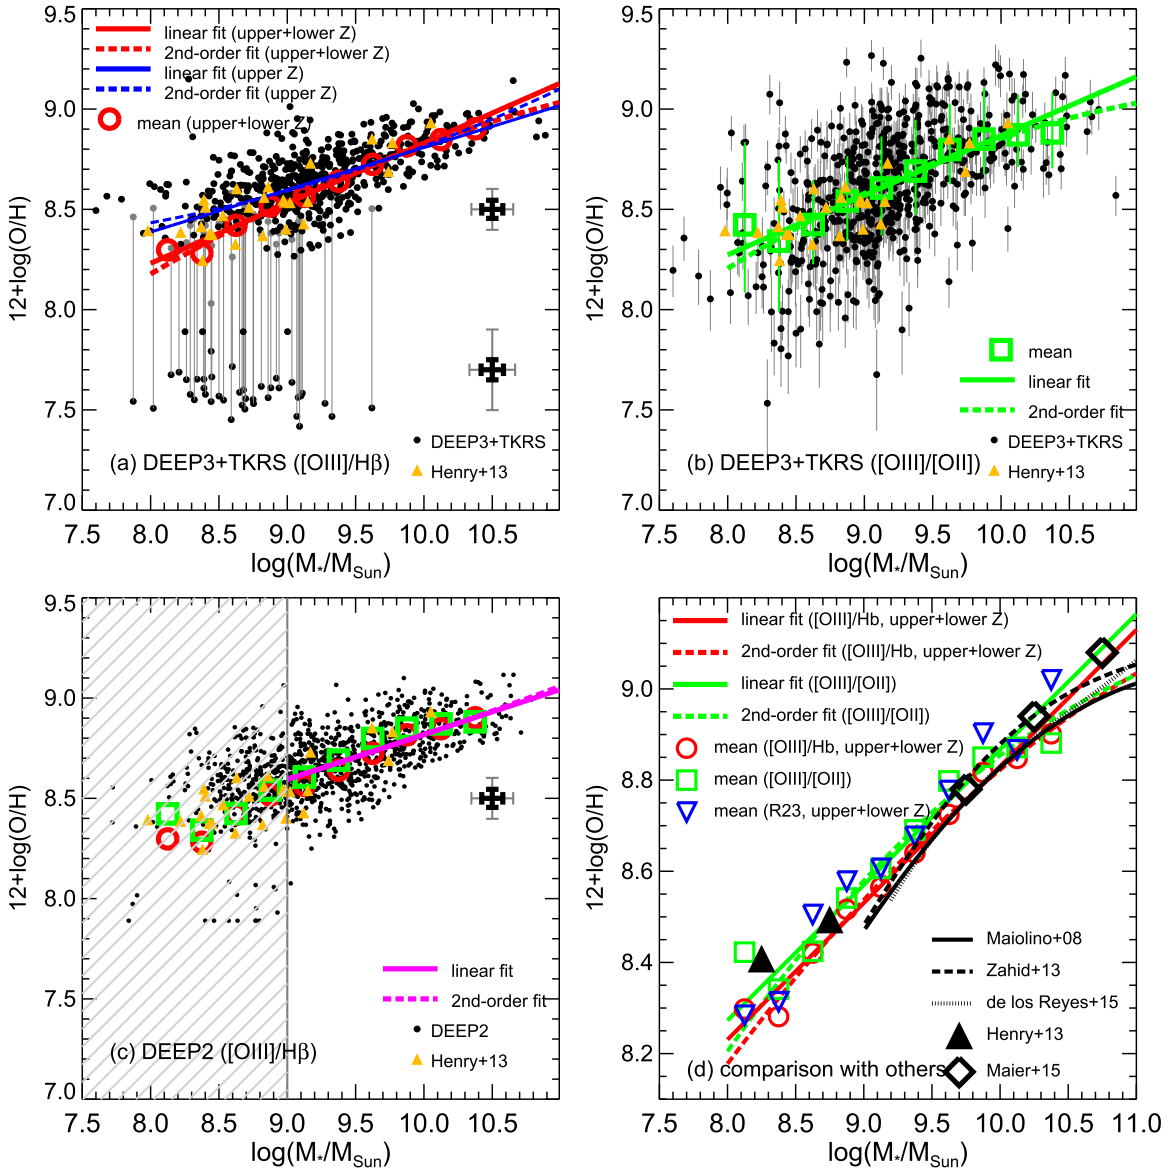 9.5
9.0
8.5
8.0
7.5
7.0
12+log(O/H)
linear fit (upper+lower Z)
2nd-order fit (upper+lower Z)
linear fit (upper Z)
2nd-order fit (upper Z)
mean (upper+lower Z)
(a) DEEP3+TKRS ([OIII]/Hβ)
DEEP3+TKRS
Henry+13
7.5 8.0 8.5 9.0 9.5 10.0 10.5
log(M*/MSun)
9.5
9.0
8.5
8.0
7.5
7.0
12+log(O/H)
mean
linear fit
2nd-order fit
DEEP3+TKRS
Henry+13
(b) DEEP3+TKRS ([OIII]/[OII])
7.5 8.0 8.5 9.0 9.5 10.0 10.5
log(M*/MSun)
9.5
9.0
8.5
8.0
7.5
7.0
12+log(O/H)
linear fit
2nd-order fit
DEEP2
Henry+13
(c) DEEP2 ([OIII]/Hβ)
7.5 8.0 8.5 9.0 9.5 10.0 10.5
log(M*/MSun)
9.0
8.8
8.6
8.4
8.2
12+log(O/H)
linear fit ([OIII]/Hb, upper+lower Z)
2nd-order fit ([OIII]/Hb, upper+lower Z)
linear fit ([OIII]/[OII])
2nd-order fit ([OIII]/[OII])
mean ([OIII]/Hb, upper+lower Z)
mean ([OIII]/[OII])
mean (R23, upper+lower Z)
Maiolino+08
Zahid+13
de los Reyes+15
Henry+13
Maier+15
(d) comparison with others
7.5 8.0 8.5 9.0 9.5 10.0 10.5 11.0
log(M*/MSun)